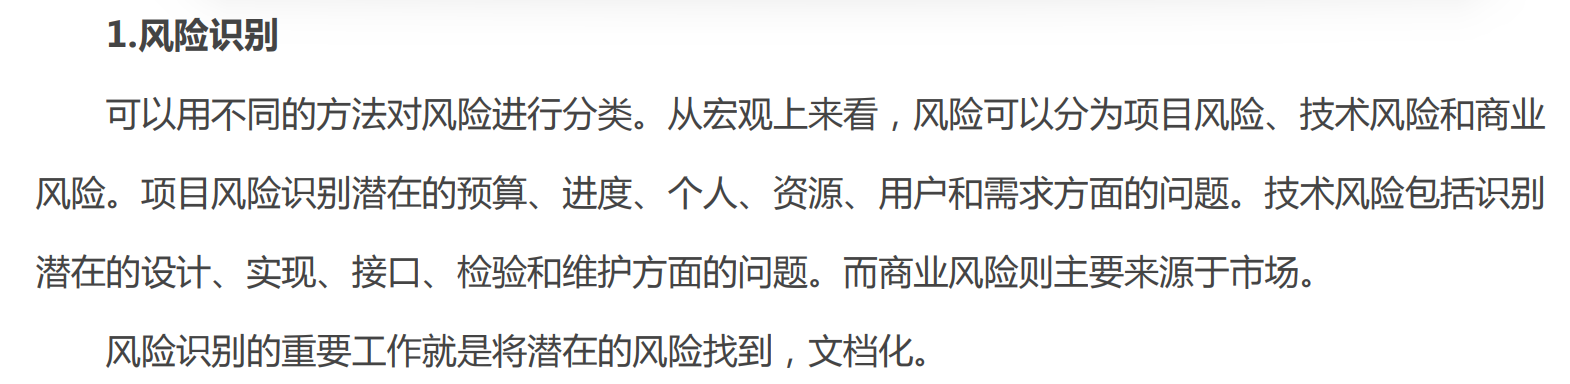 1.风险识别
可以用不同的方法对风险进行分类。从宏观上来看，风险可以分为项目风险、技术风险和商业
风险。项目风险识别潜在的预算、进度、个人、资源、用户和需求方面的问题。技术风险包括识别
潜在的设计、实现、接口、检验和维护方面的问题。而商业风险则主要来源于市场。
风险识别的重要工作就是将潜在的风险找到，文档化。